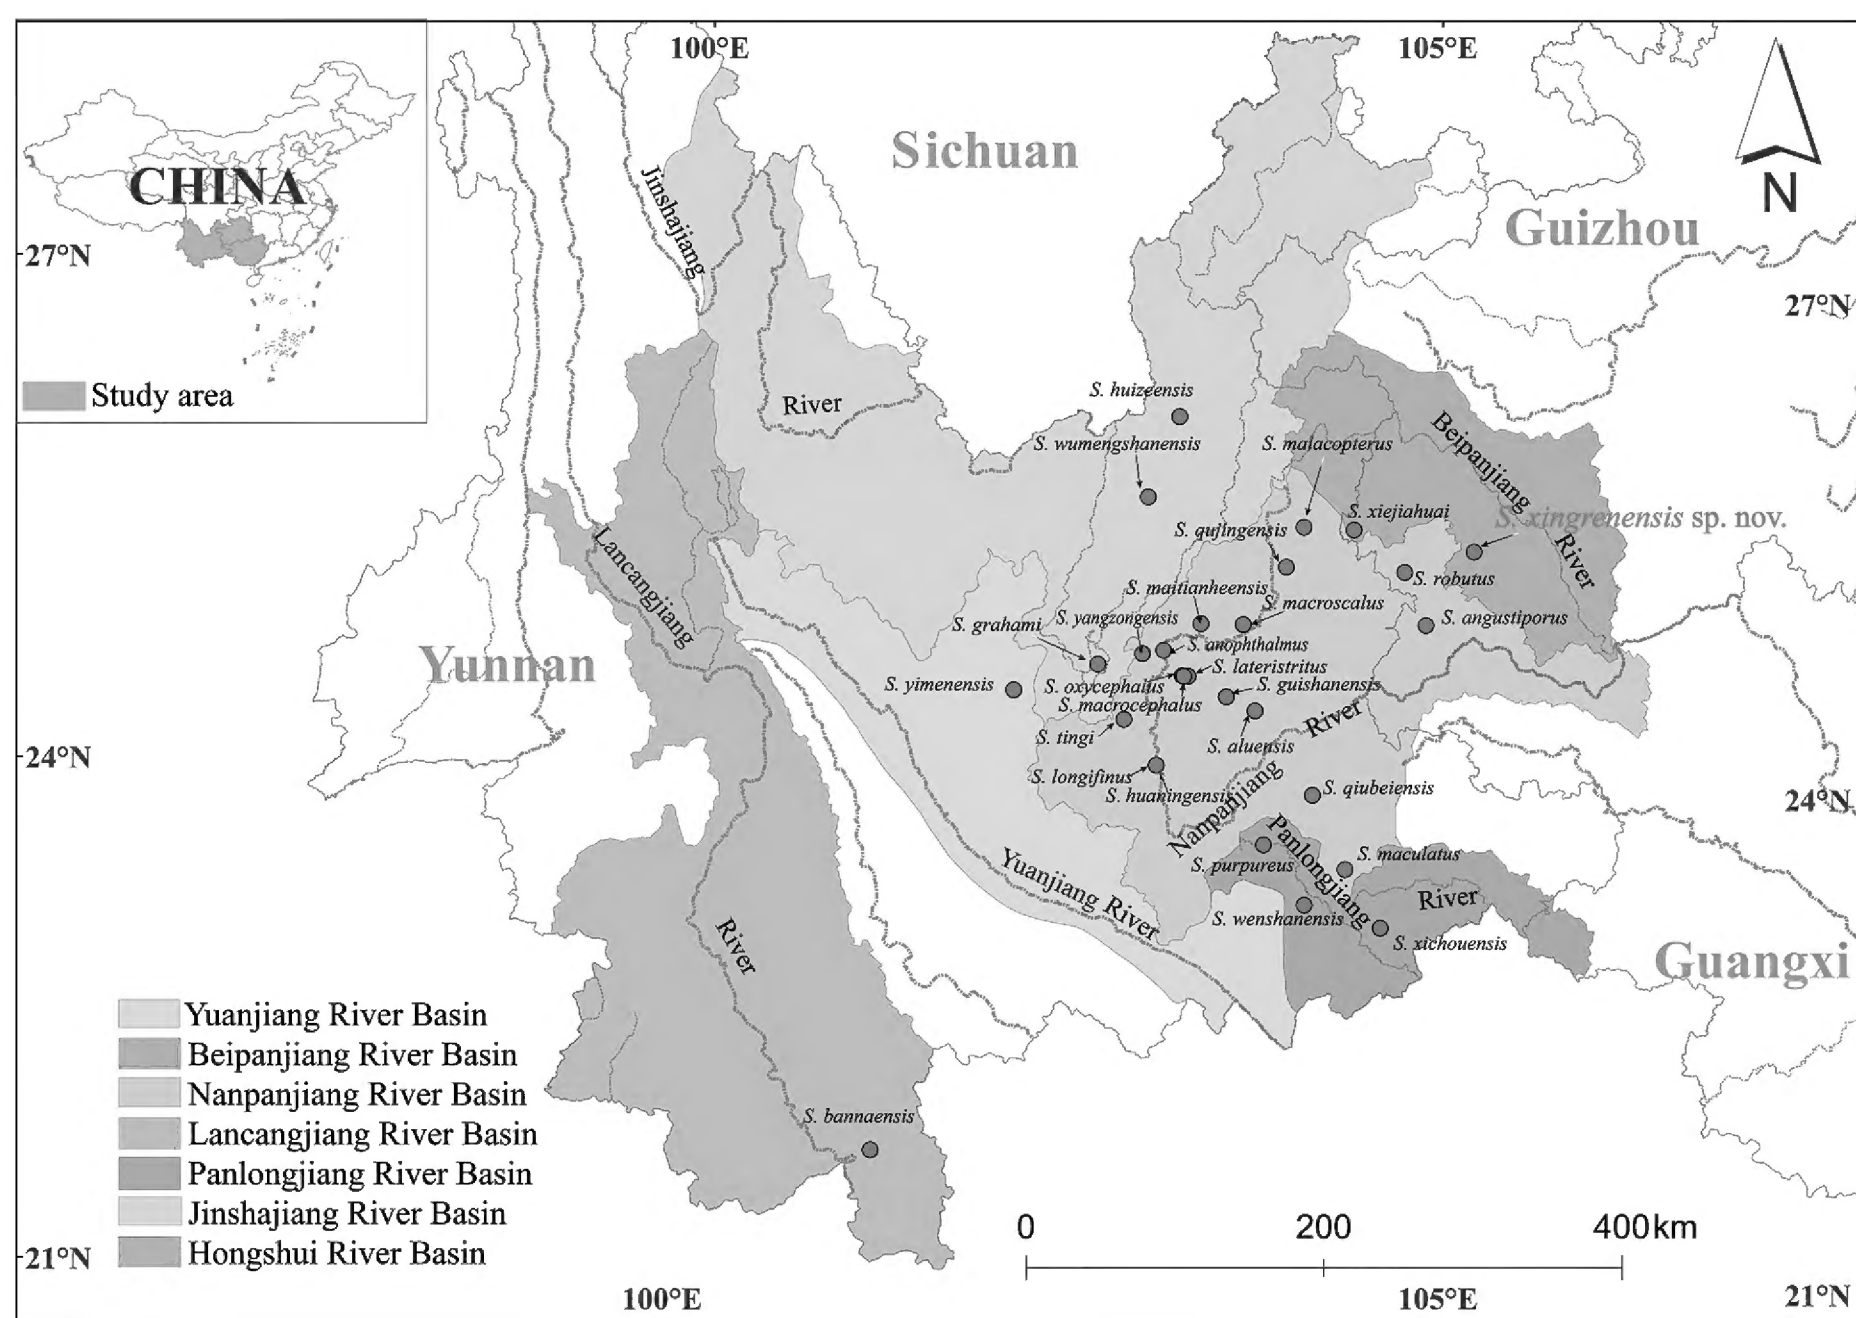 100°E
105°E
Sichuan
N
CHINA
Jinshajiang
Guizhou
27°N
27°N
Study area
S. huizeensis
River
S. wumengshanensis
S. malacopterus
Beipanjiang
S. xiejiahuai
S. xingrenensis sp. nov.
S. qujingensis
River
Lancangjiang
S. robutus
S. maitianheensis
S. macroscalus
S. grahami
S. yangzongensis
S. angustiporus
S. anophthalmus
Yunnan
S. lateristritus
S. yimenensis
S. oxycephalus
S. guishanensis
S. macrocephalus
River
S. tingi
S. aluensis
24°N
S. longifinus
S. qiubeiensis
S. huaningensis
24°N
Nanpanjiang
Panlongjiang
S. purpureus
S. maculatus
Yuanjiang River
River
S. wenshanensis
S. xichouensis
River
Guangxi
Yuanjiang River Basin
Beipanjiang River Basin
Nanpanjiang River Basin
Lancangjiang River Basin
S. bannaensis
Panlongjiang River Basin
Jinshajiang River Basin
Hongshui River Basin
0 200 400km
21°N
100°E
105°E
21°N